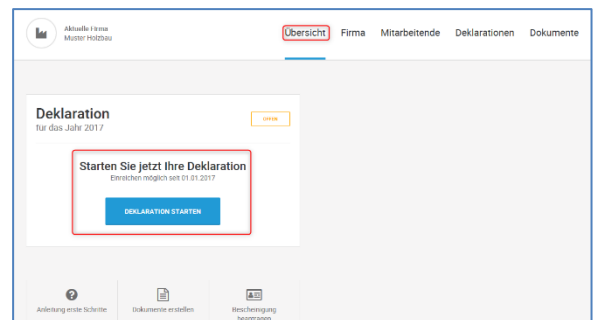 Aktuelle Firma
Muster Holzbau
Übersicht Firma Mitarbeitende Deklarationen Dokumente
Deklaration
für das Jahr 2017
OFFEN
Starten Sie jetzt Ihre Deklaration
Einreichen möglich seit 01.01.2017
DEKLARATION STARTEN
Anleitung erste Schritte
Dokumente erstellen
Bescheinigung
beantragen